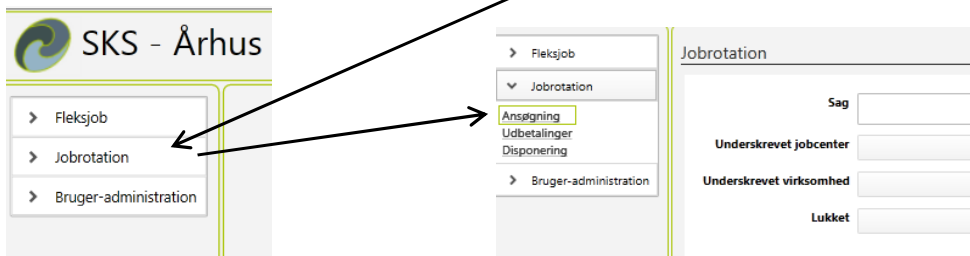 SKS - Århus
Fleksjob
Jobrotation
Bruger-administration
Fleksjob
Jobrotation
Ansøgning
Udbetalinger
Disponering
Bruger-administration
Jobrotation
Sag
Underskrevet jobcenter
Underskrevet virksomhed
Lukket